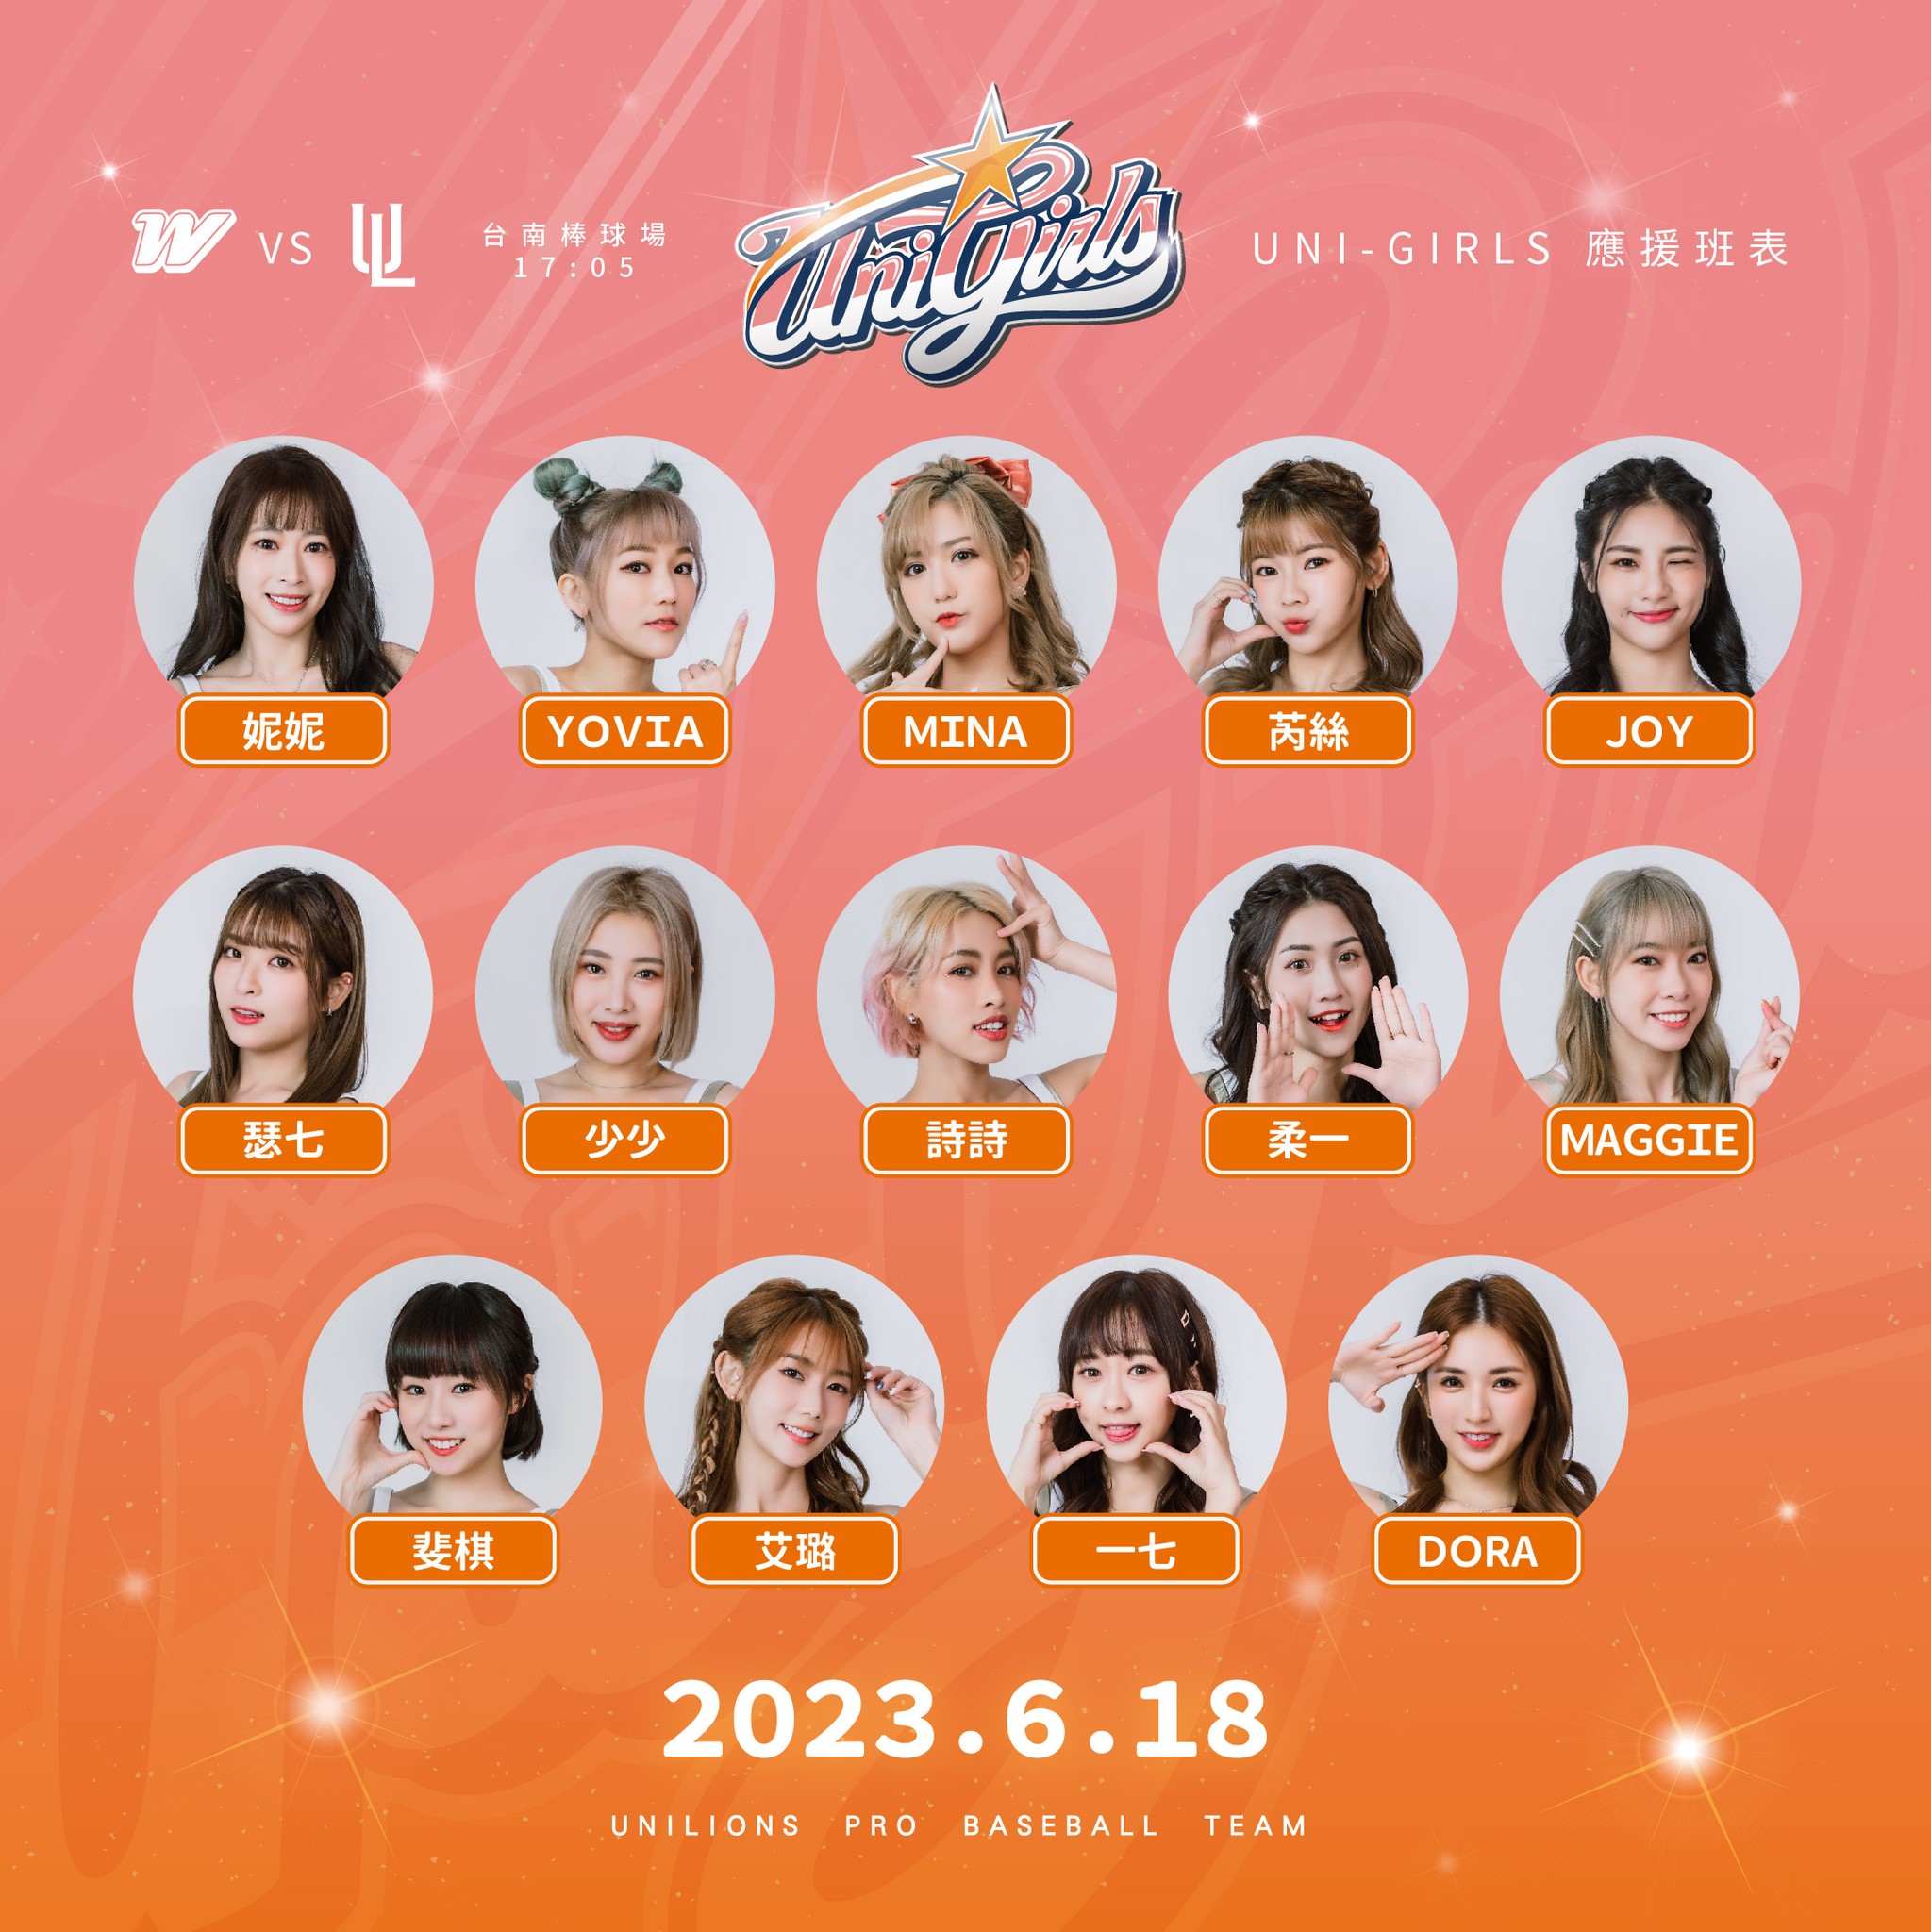 W VS UL
台南棒球場
17:05
UniGirls
UNI-GIRLS 應援班表
妮妮
YOVIA
MINA
芮絲
JOY
瑟七
少少
詩詩
柔一
MAGGIE
斐棋
艾璐
一七
DORA
2023.6.18
UNILIONS PRO BASEBALL TEAM